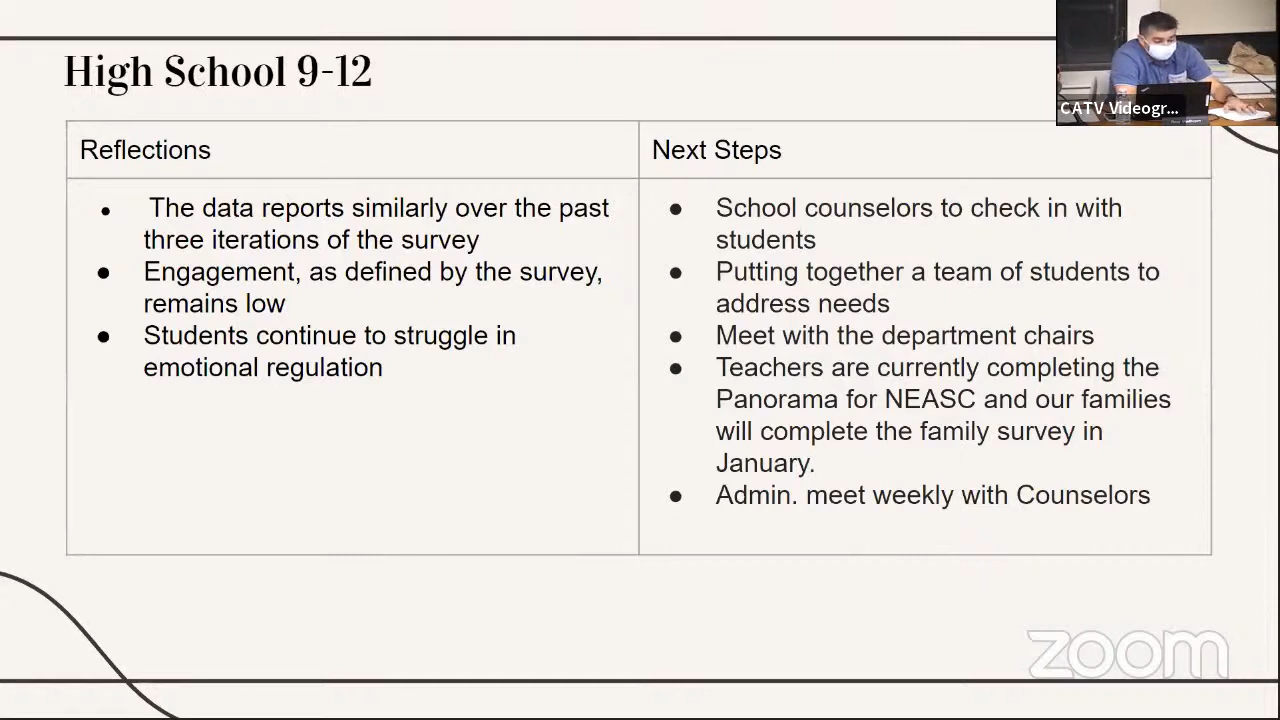 High School 9-12
CATV Videogr...
Reflections
The data reports similarly over the past
three iterations of the survey
Engagement, as defined by the survey,
remains low
Students continue to struggle in
emotional regulation
Next Steps
School counselors to check in with
students
Putting together a team of students to
address needs
Meet with the department chairs
Teachers are currently completing the
Panorama for NEASC and our families
will complete the family survey in
January.
Admin. meet weekly with Counselors
zoom